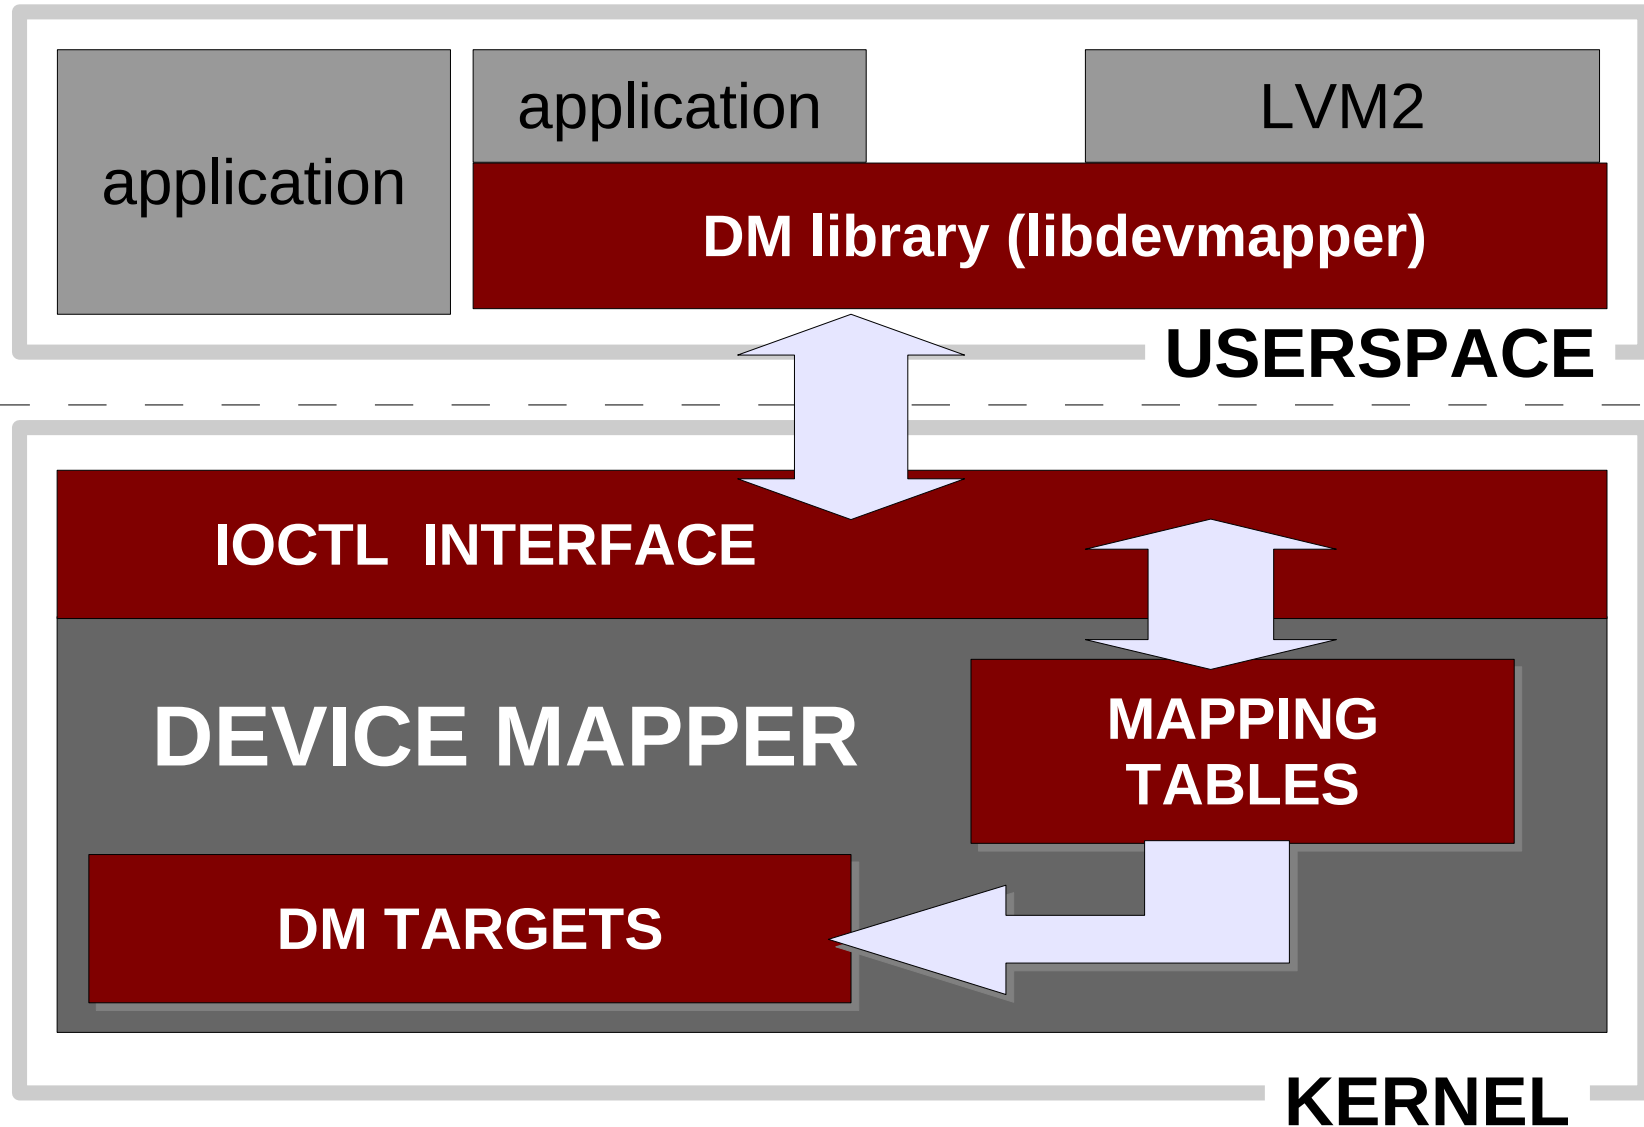 application
application
LVM2
DM library (libdevmapper)
USERSPACE
IOCTL INTERFACE
DEVICE MAPPER
MAPPING
TABLES
DM TARGETS
KERNEL